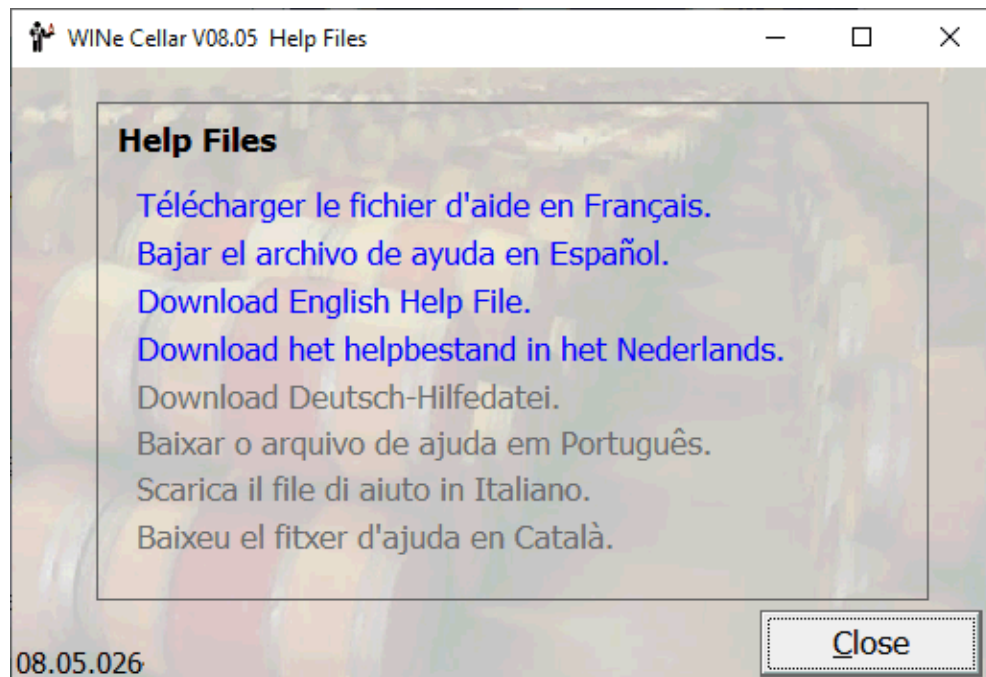 WINe Cellar V08.05 Help Files
Help Files
Télécharger le fichier d'aide en Français.
Bajar el archivo de ayuda en Español.
Download English Help File.
Download het helpbestand in het Nederlands.
Download Deutsch-Hilfedatei.
Baixar o arquivo de ajuda em Português.
Scarica il file di aiuto in Italiano.
Baixeu el fitxer d'ajuda en Català.
Close
08.05.026